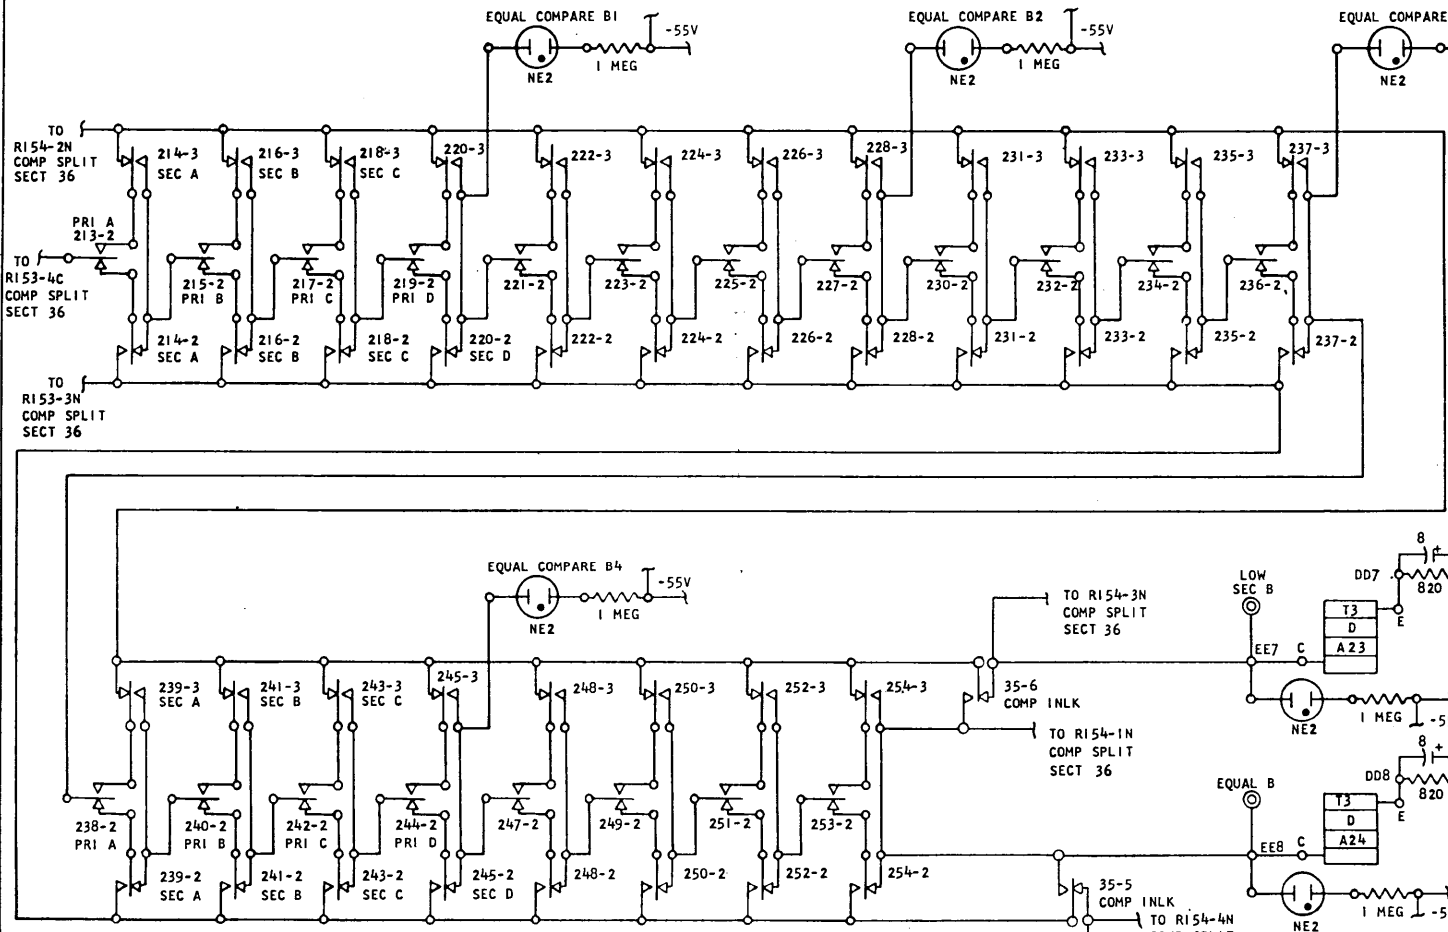 EQUAL COMPARE B1
-55V
NE2
1 MEG
EQUAL COMPARE B2
-55V
NE2
1 MEG
EQUAL COMPARE
NE2
TO
R154-2N
COMP SPLIT
SECT 36
214-3
SEC A
216-3
SEC B
218-3
SEC C
220-3
222-3
224-3
226-3
228-3
231-3
233-3
235-3
237-3
PRI A
213-2
TO
R153-4C
COMP SPLIT
SECT 36
215-2
PRI B
217-2
PRI C
219-2
PRI D
221-2
223-2
225-2
227-2
230-2
232-2
234-2
236-2
214-2
SEC A
216-2
SEC B
218-2
SEC C
220-2
SEC D
222-2
224-2
226-2
228-2
231-2
233-2
235-2
237-2
TO
R153-3N
COMP SPLIT
SECT 36
EQUAL COMPARE B4
-55V
NE2
1 MEG
TO R154-3N
COMP SPLIT
SECT 36
LOW
SEC B
EE7
C
T3
D
A23
E
DD7
8
+
820
NE2
1 MEG
-5
239-3
SEC A
241-3
SEC B
243-3
SEC C
245-3
248-3
250-3
252-3
254-3
35-6
COMP INLK
TO R154-1N
COMP SPLIT
SECT 36
EQUAL B
EE8
C
T3
D
A24
E
DD8
8
+
820
NE2
1 MEG
-5
238-2
PRI A
240-2
PRI B
242-2
PRI C
244-2
PRI D
247-2
249-2
251-2
253-2
239-2
SEC A
241-2
SEC B
243-2
SEC C
245-2
SEC D
248-2
250-2
252-2
254-2
35-5
COMP INLK
TO R154-4N